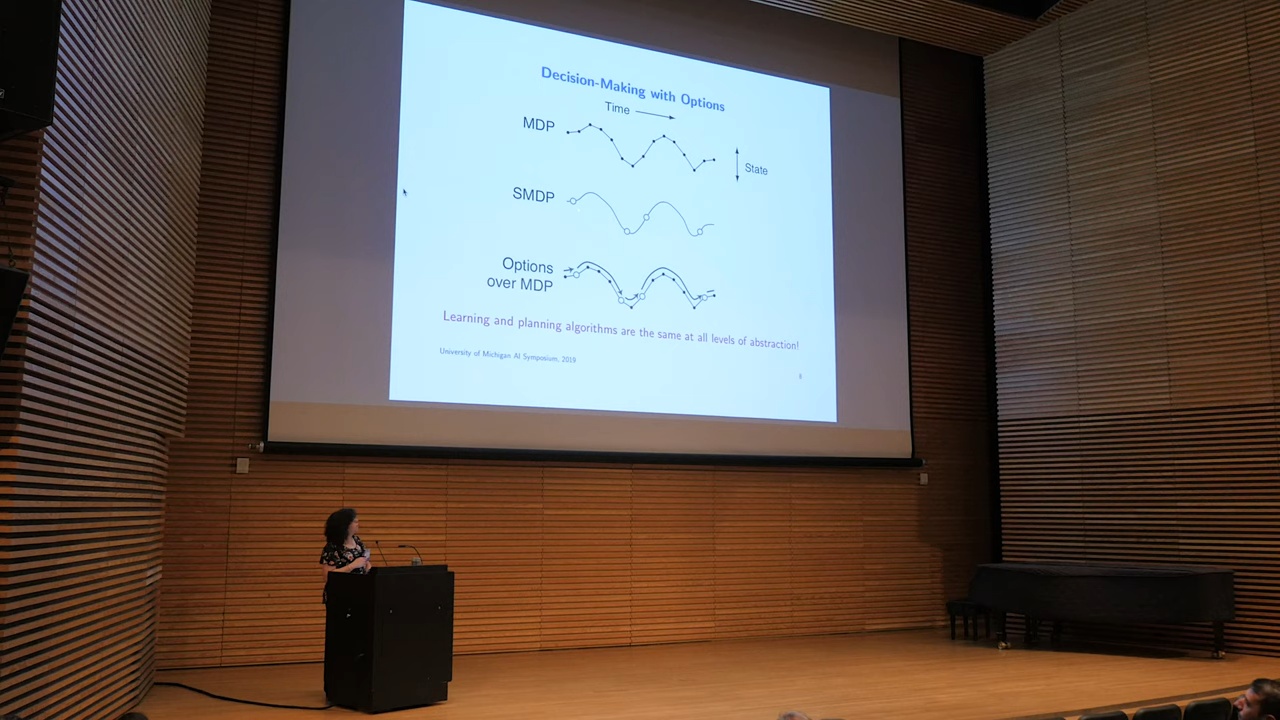 Decision-Making with Options
Time
MDP
State
SMDP
Options
over MDP
Learning and planning algorithms are the same at all levels of abstraction!
University of Michigan AI Symposium, 2019